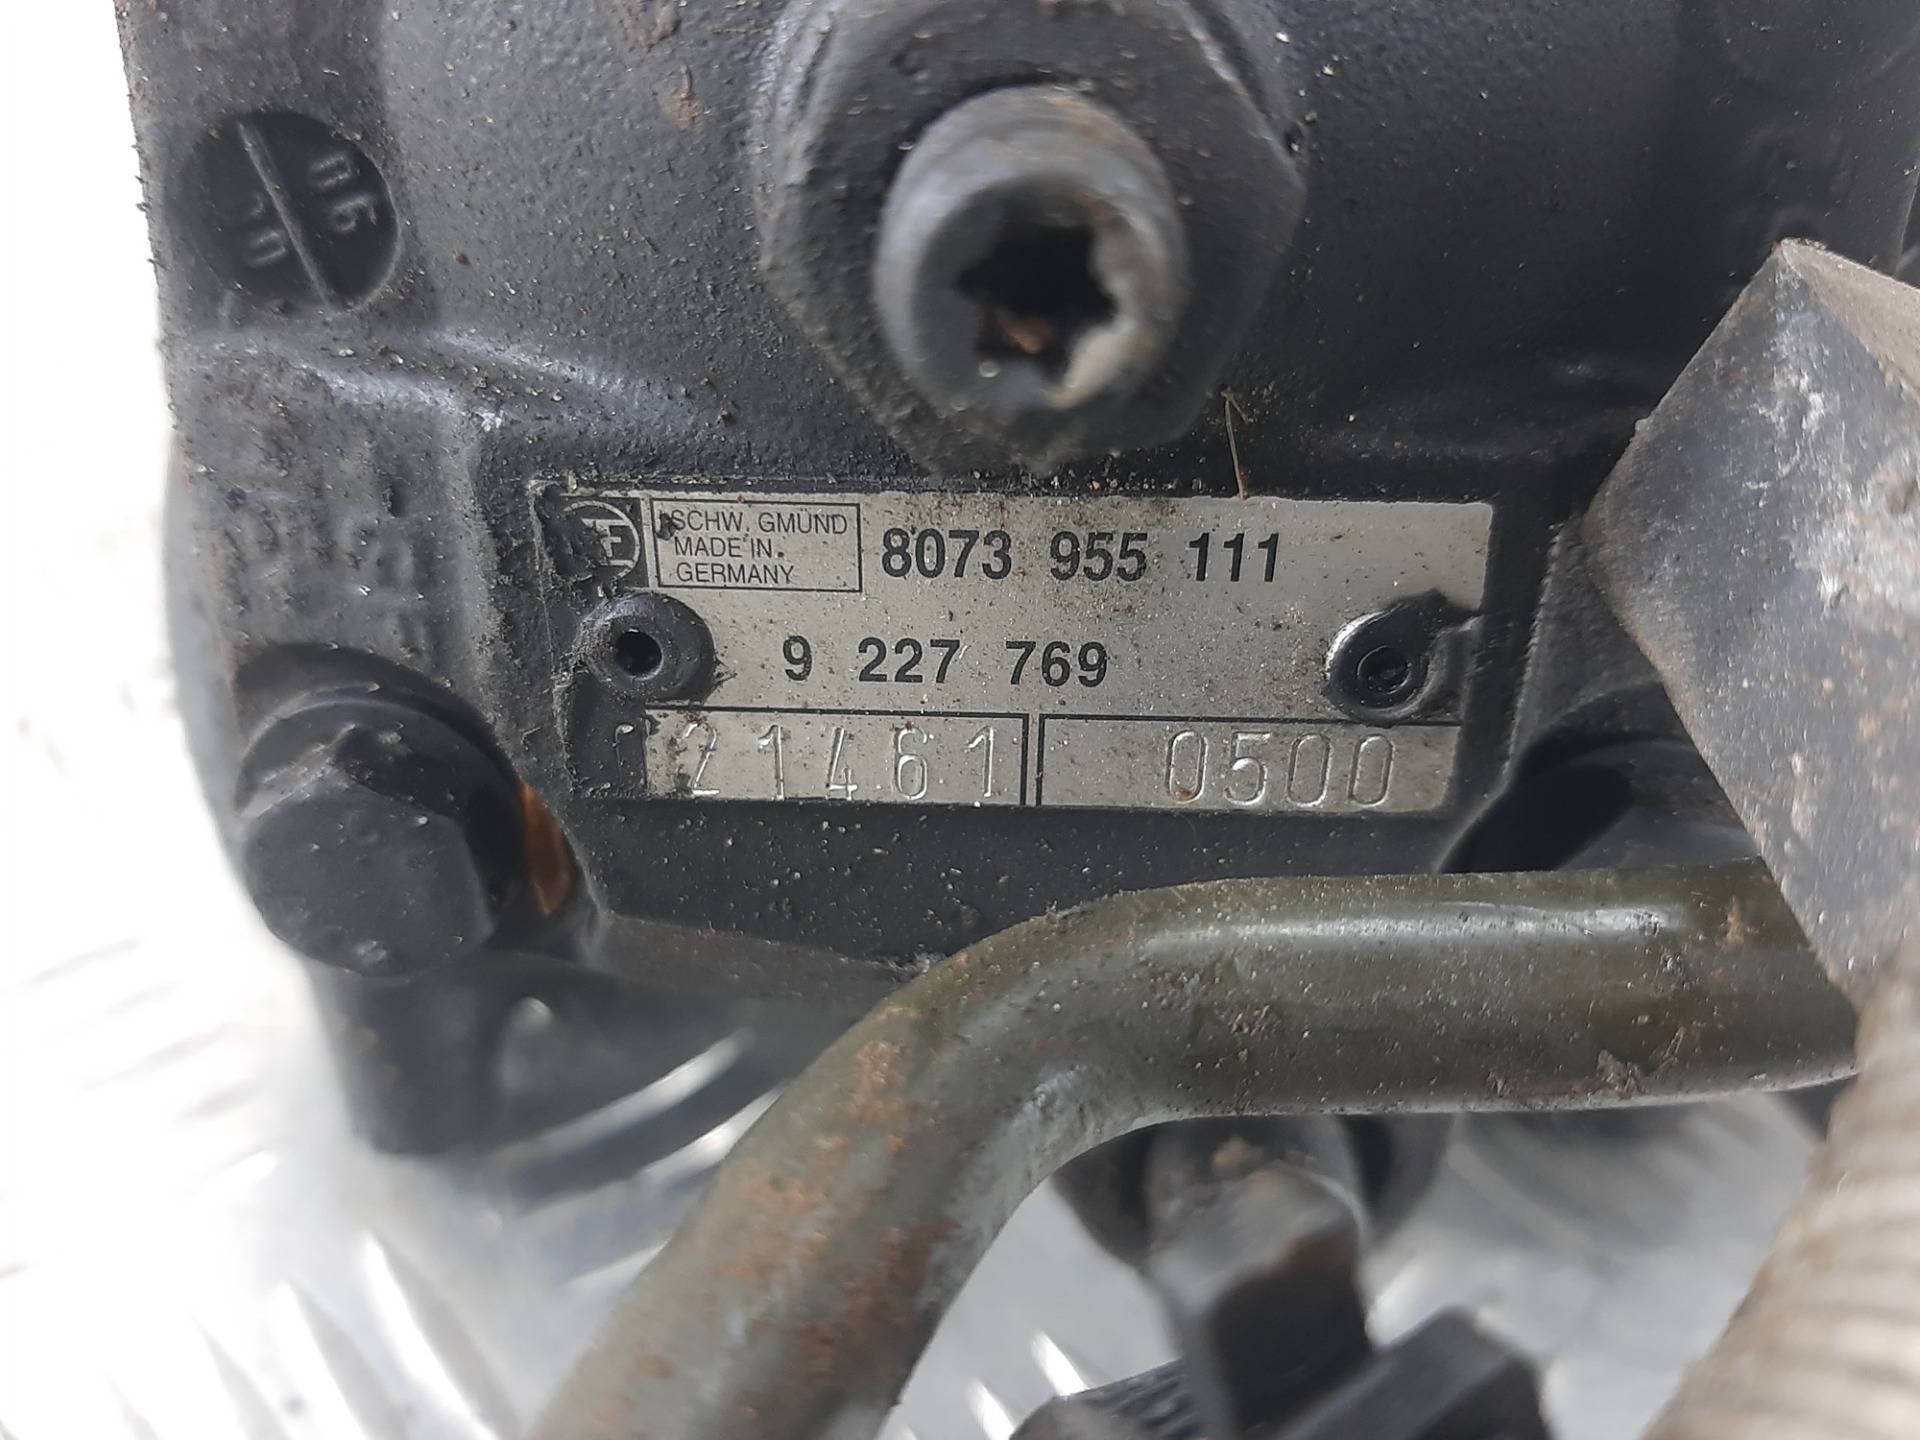 SCHW. GMÜND
MADE IN
GERMANY
8073 955 111
9 227 769
21461
0500